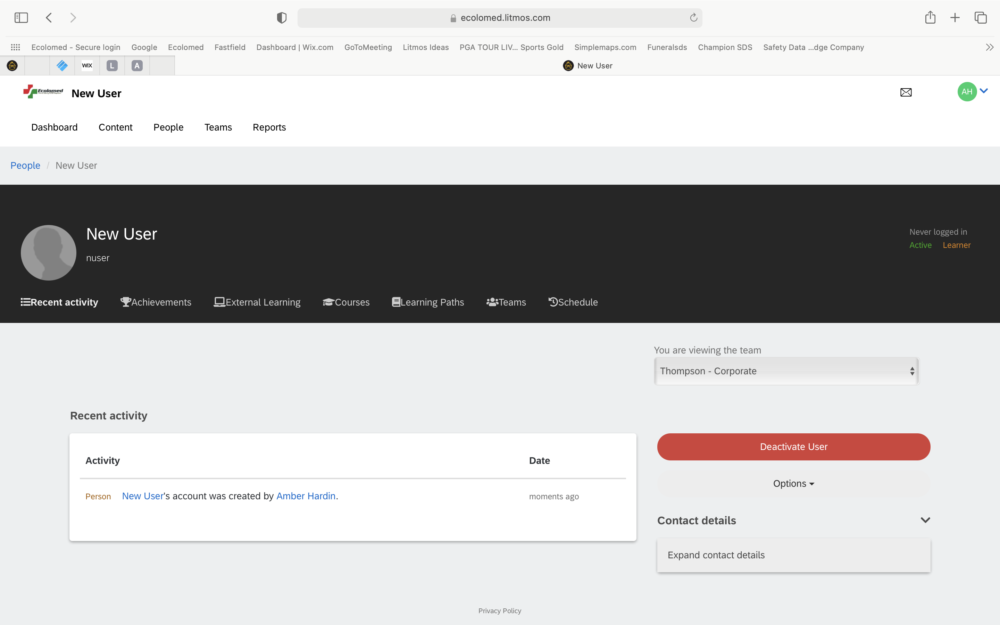 ecolomed.litmos.com
Ecolomed - Secure login Google Ecolomed Fastfield Dashboard | Wix.com GoToMeeting Litmos Ideas PGA TOUR LIV... Sports Gold Simplemaps.com Funeralsds Champion SDS Safety Data ...dge Company
WIX L A New User
Ecolomed New User AH
Dashboard Content People Teams Reports
People / New User
New User
nuser
Never logged in
Active Learner
Recent activity Achievements External Learning Courses Learning Paths Teams Schedule
You are viewing the team
Thompson - Corporate
Recent activity
Deactivate User
Activity Date
Options
Person New User's account was created by Amber Hardin. moments ago
Contact details
Expand contact details
Privacy Policy